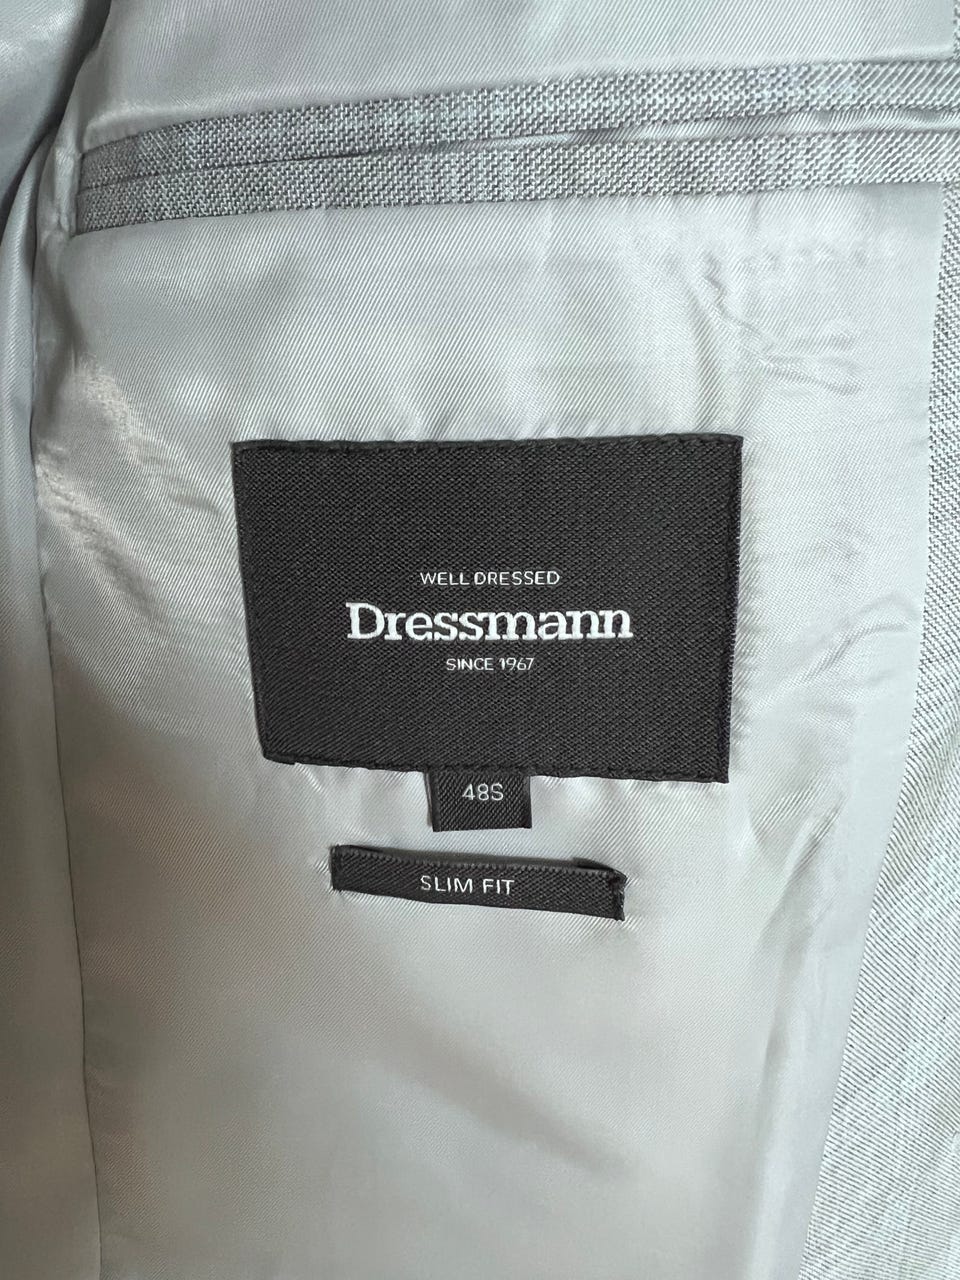 WELL DRESSED
Dressmann
SINCE 1967
48S
SLIM FIT